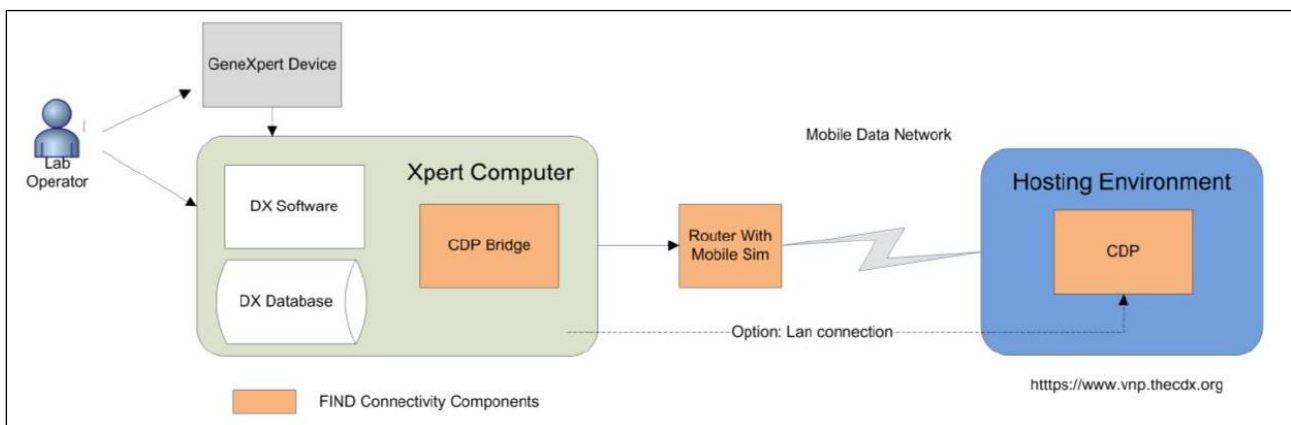 GeneXpert Device
Lab
Operator
Xpert Computer
DX Software
CDP Bridge
DX Database
Router With
Mobile Sim
Mobile Data Network
Hosting Environment
CDP
Option: Lan connection
htttps://www.vnp.thecdx.org
FIND Connectivity Components